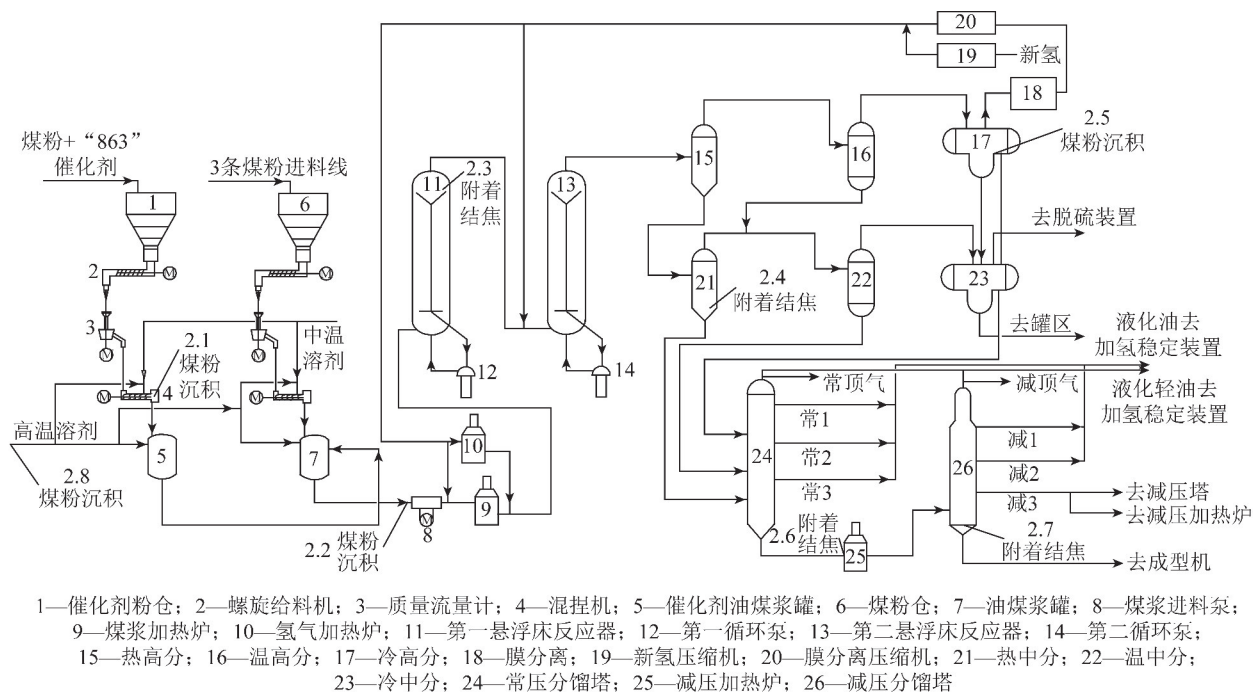 20
19
新氢
18
17
2.5
煤粉沉积
15
16
煤粉+“863”
催化剂
3条煤粉进料线
1
6
11
2.3
附着
结焦
13
去脱硫装置
2
M
M
21
2.4
附着结焦
22
23
3
M
M
中温
溶剂
2.1
煤粉
沉积
12
14
去罐区
液化油去
加氢稳定装置
常顶气
减顶气
液化轻油去
加氢稳定装置
M
4
M
高温溶剂
5
7
10
常1
常2
24
常3
减1
26
减2
减3
去减压塔
去减压加热炉
2.8
煤粉沉积
9
M
8
2.2
煤粉
沉积
2.6
附着
结焦
25
2.7
附着结焦
去成型机
1—催化剂粉仓；2—螺旋给料机；3—质量流量计；4—混捏机；5—催化剂油煤浆罐；6—煤粉仓；7—油煤浆罐；8—煤浆进料泵；
9—煤浆加热炉；10—氢气加热炉；11—第一悬浮床反应器；12—第一循环泵；13—第二悬浮床反应器；14—第二循环泵；
15—热高分；16—温高分；17—冷高分；18—膜分离；19—新氢压缩机；20—膜分离压缩机；21—热中分；22—温中分；
23—冷中分；24—常压分馏塔；25—减压加热炉；26—减压分馏塔